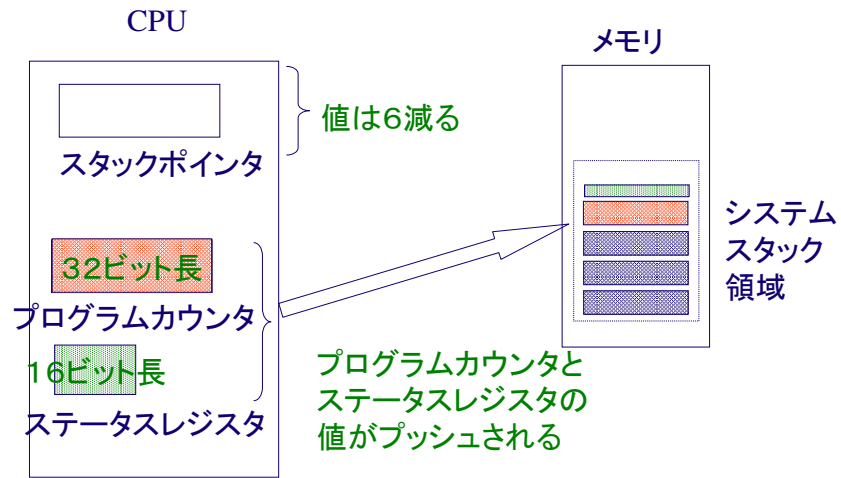 CPU
メモリ
値は6減る
スタックポインタ
システム
スタック
領域
32ビット長
プログラムカウンタ
16ビット長
ステータスレジスタ
プログラムカウンタと
ステータスレジスタの
値がプッシュされる